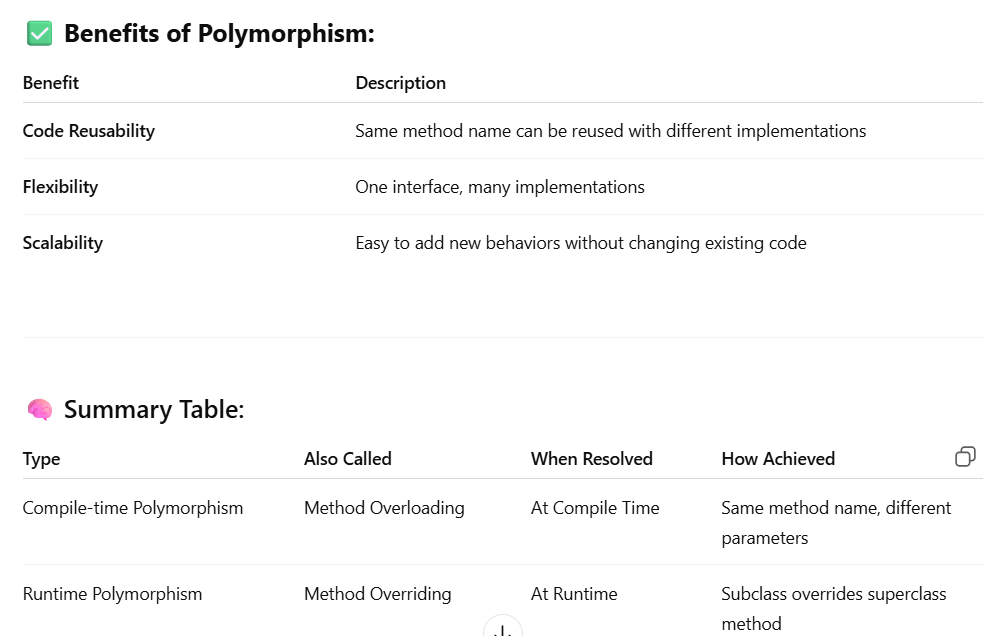 ✅ Benefits of Polymorphism:
Benefit Description
Code Reusability Same method name can be reused with different implementations
Flexibility One interface, many implementations
Scalability Easy to add new behaviors without changing existing code
🧠 Summary Table:
Type Also Called When Resolved How Achieved
Compile-time Polymorphism Method Overloading At Compile Time Same method name, different
parameters
Runtime Polymorphism Method Overriding At Runtime Subclass overrides superclass
method